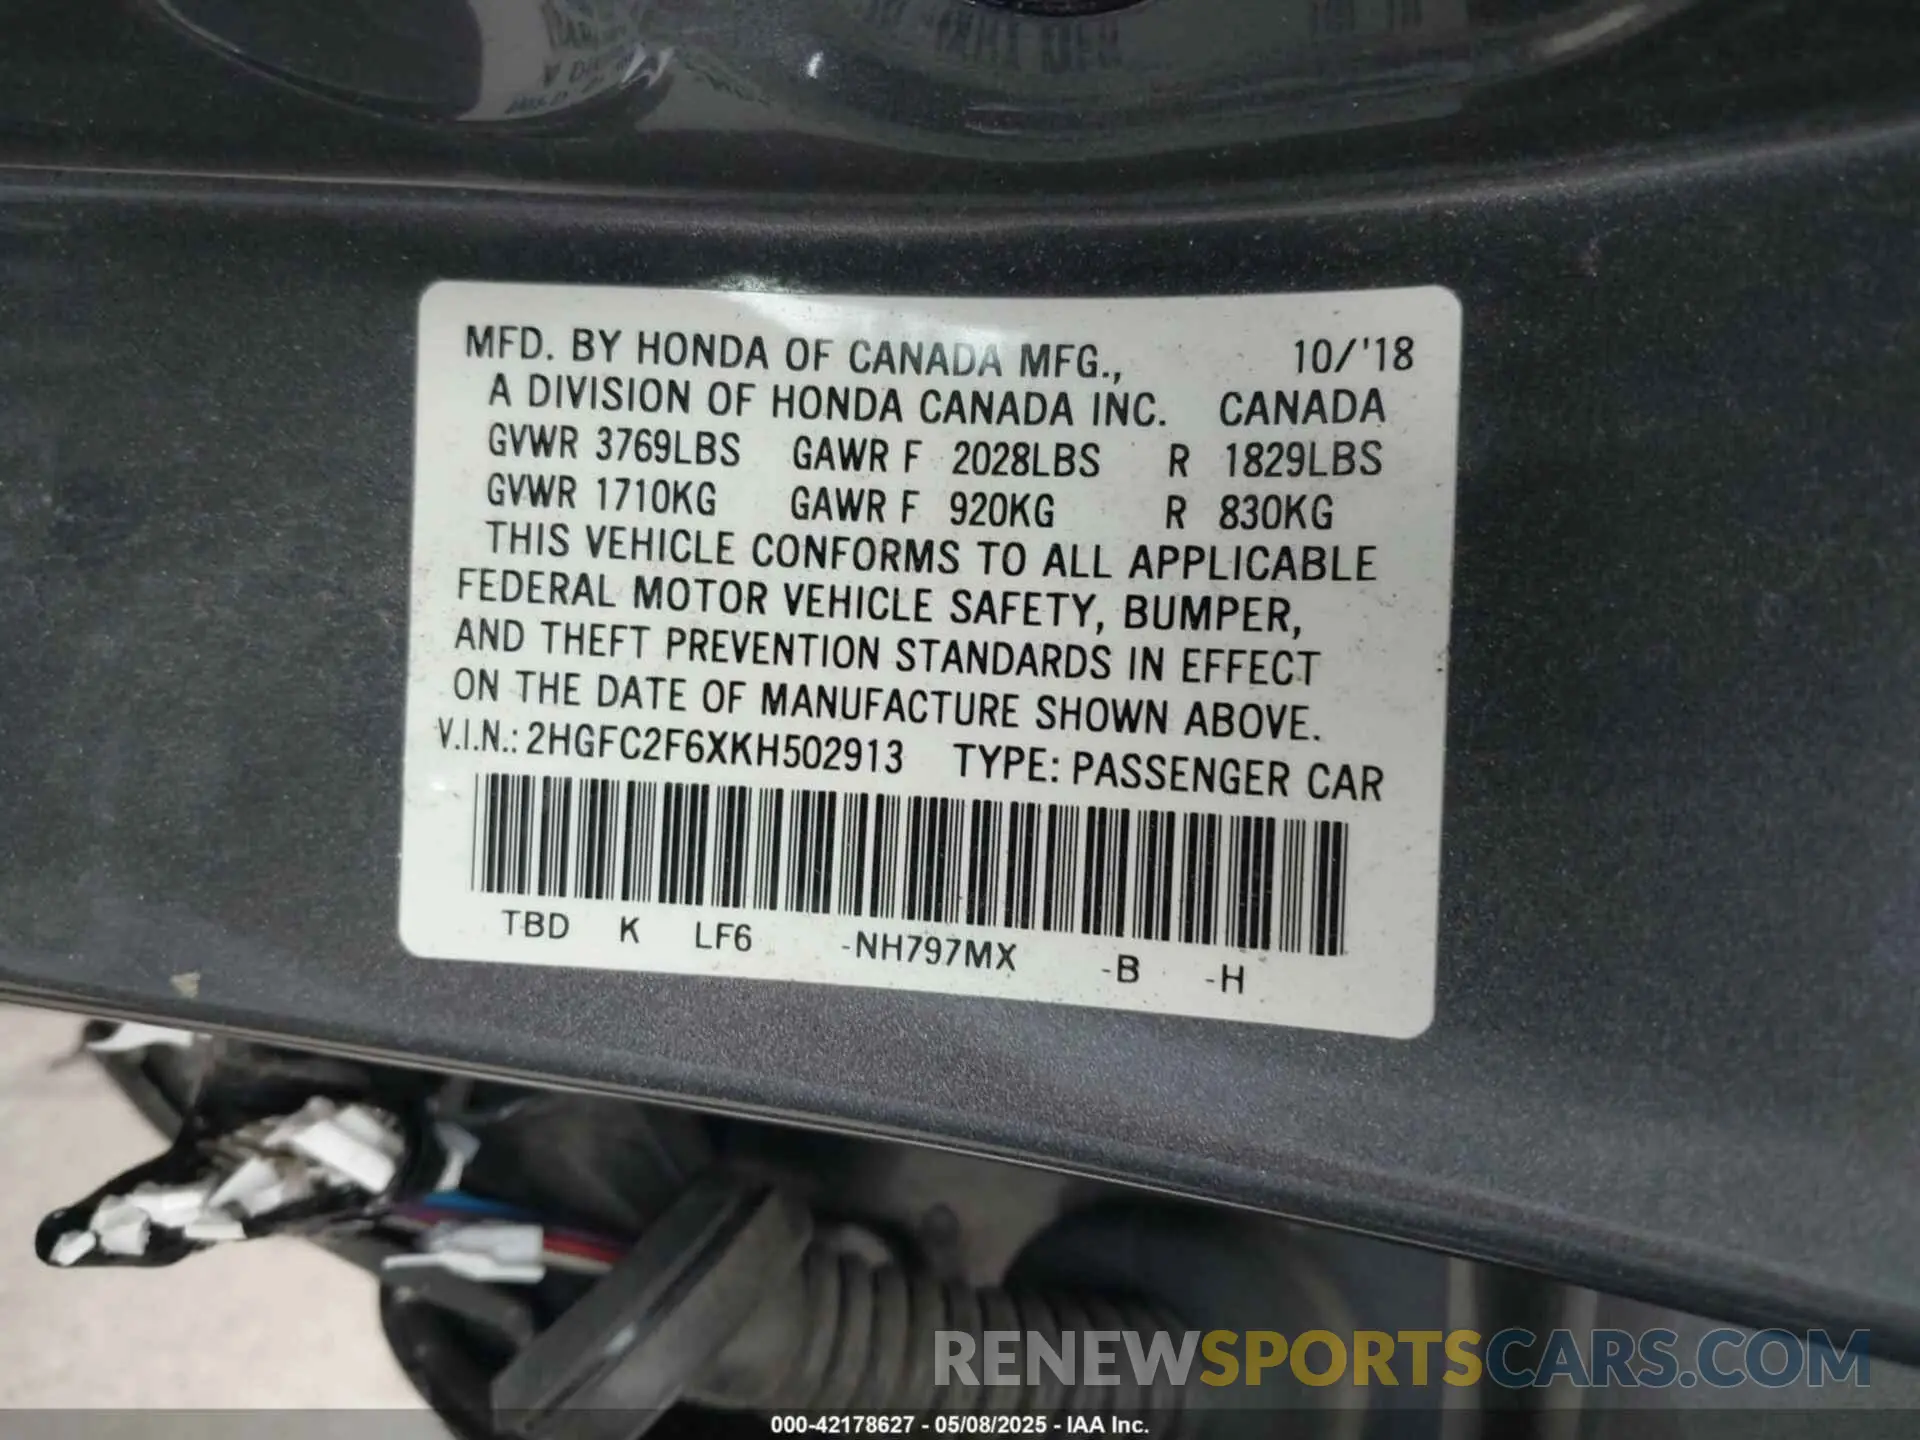 MFD. BY HONDA OF CANADA MFG., 10/'18
A DIVISION OF HONDA CANADA INC. CANADA
GVWR 3769LBS GAWR F 2028LBS R 1829LBS
GVWR 1710KG GAWR F 920KG R 830KG
THIS VEHICLE CONFORMS TO ALL APPLICABLE
FEDERAL MOTOR VEHICLE SAFETY, BUMPER,
AND THEFT PREVENTION STANDARDS IN EFFECT
ON THE DATE OF MANUFACTURE SHOWN ABOVE.
V.I.N.: 2HGFC2F6XKH502913 TYPE: PASSENGER CAR
TBD K LF6 -NH797MX -B -H
RENEWSPORTSCARS.COM
000-42178627 - 05/08/2025 - IAA Inc.